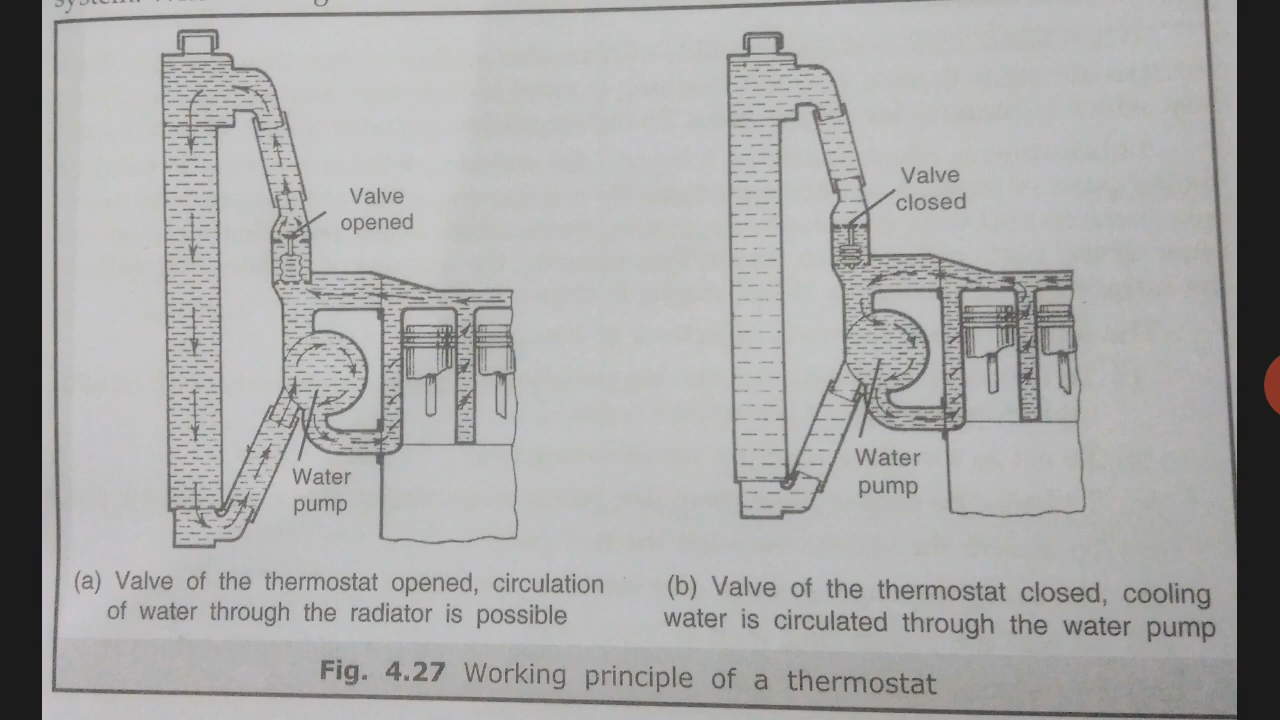 Valve
opened
Water
pump
Valve
closed
Water
pump
(a) Valve of the thermostat opened, circulation
of water through the radiator is possible
(b) Valve of the thermostat closed, cooling
water is circulated through the water pump
Fig. 4.27 Working principle of a thermostat